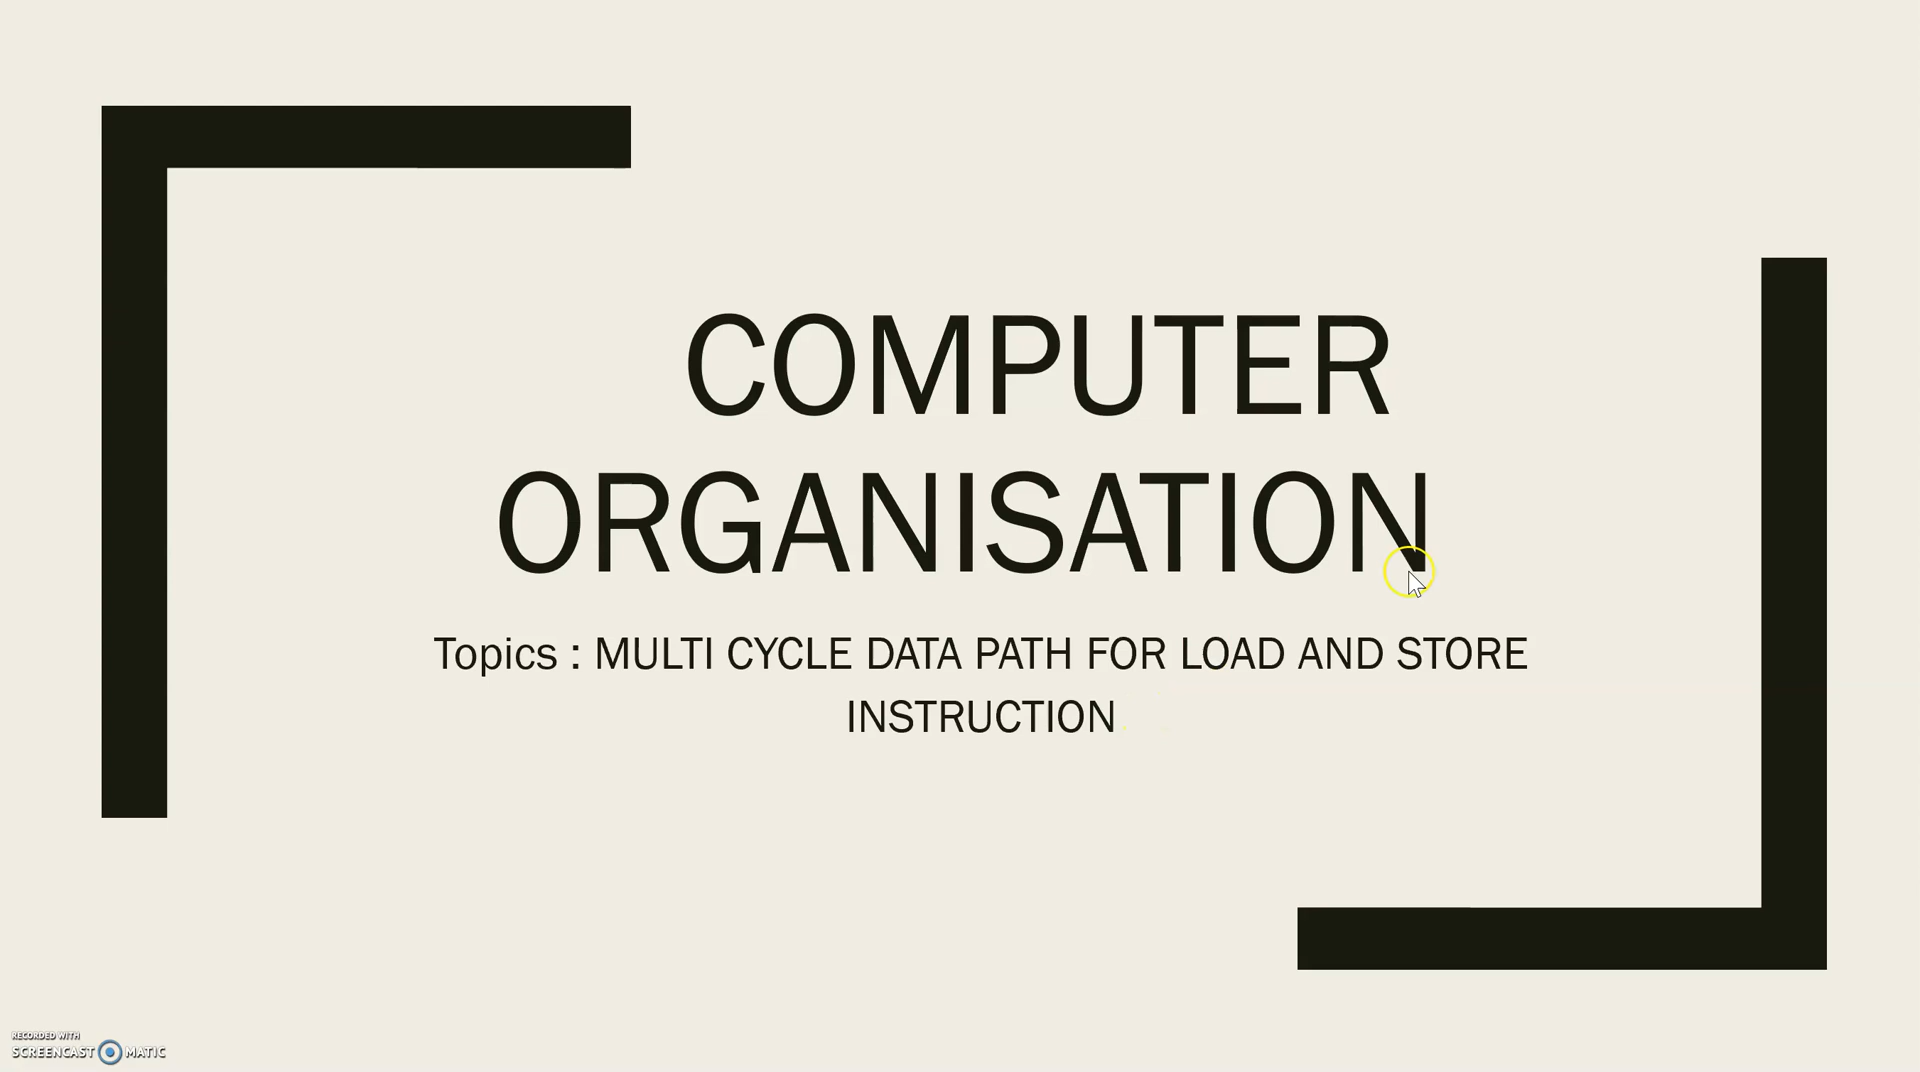 COMPUTER
ORGANISATION
Topics : MULTI CYCLE DATA PATH FOR LOAD AND STORE
INSTRUCTION
RECORDED WITH
SCREENCAST MATIC